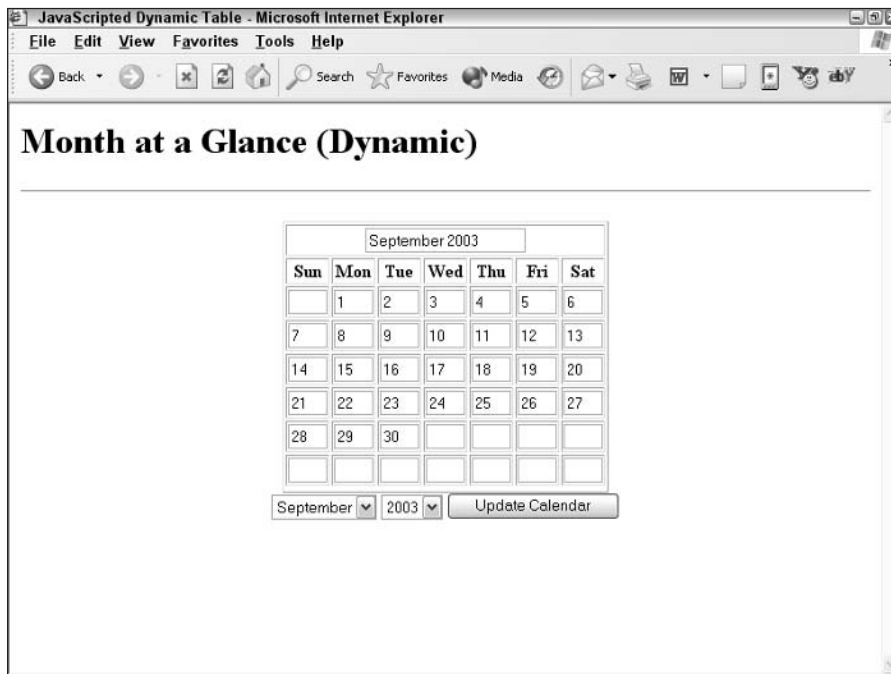 JavaScripted Dynamic Table - Microsoft Internet Explorer
File Edit View Favorites Tools Help
Back Search Favorites Media
Month at a Glance (Dynamic)
September 2003
Sun Mon Tue Wed Thu Fri Sat
1 2 3 4 5 6
7 8 9 10 11 12 13
14 15 16 17 18 19 20
21 22 23 24 25 26 27
28 29 30
September 2003 Update Calendar